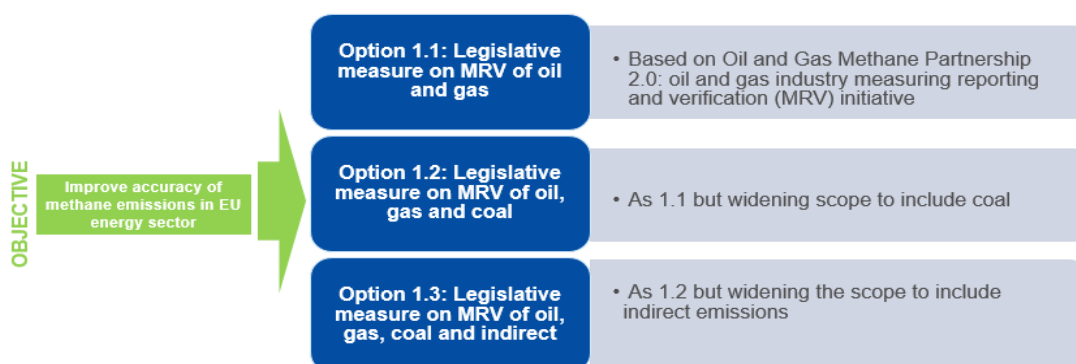 OBJECTIVE
Improve accuracy of
methane emissions in EU
energy sector
Option 1.1: Legislative
measure on MRV of oil
and gas
• Based on Oil and Gas Methane Partnership
2.0: oil and gas industry measuring reporting
and verification (MRV) initiative
Option 1.2: Legislative
measure on MRV of oil,
gas and coal
• As 1.1 but widening scope to include coal
Option 1.3: Legislative
measure on MRV of oil,
gas, coal and indirect
• As 1.2 but widening the scope to include
indirect emissions